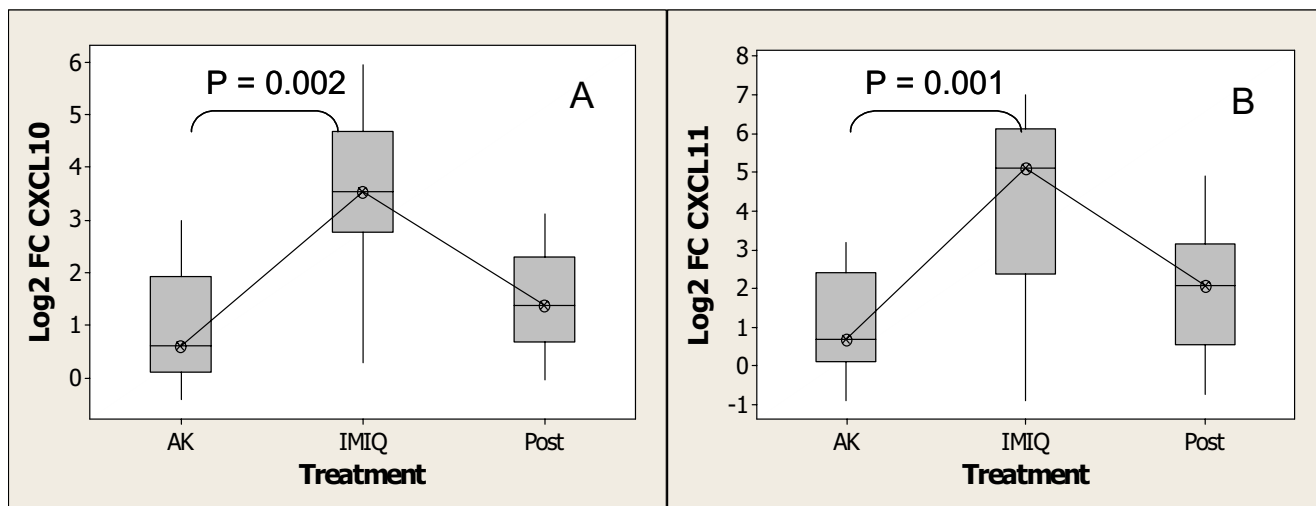 P = 0.002
A
Log2 FC CXCL10
6
5
4
3
2
1
0
AK IMIQ Post
Treatment
P = 0.001
B
Log2 FC CXCL11
8
7
6
5
4
3
2
1
0
-1
AK IMIQ Post
Treatment